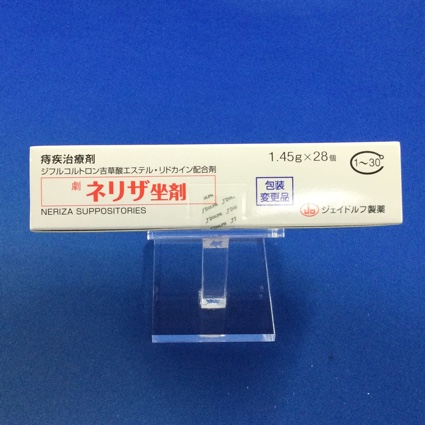 痔疾治療剤
ジフルコルトロン吉草酸エステル・リドカイン配合剤
1.45g×28個
1~30°
劇 ネリザ坐剤
NERIZA SUPPOSITORIES
包装
変更品
ジェイドルフ製薬